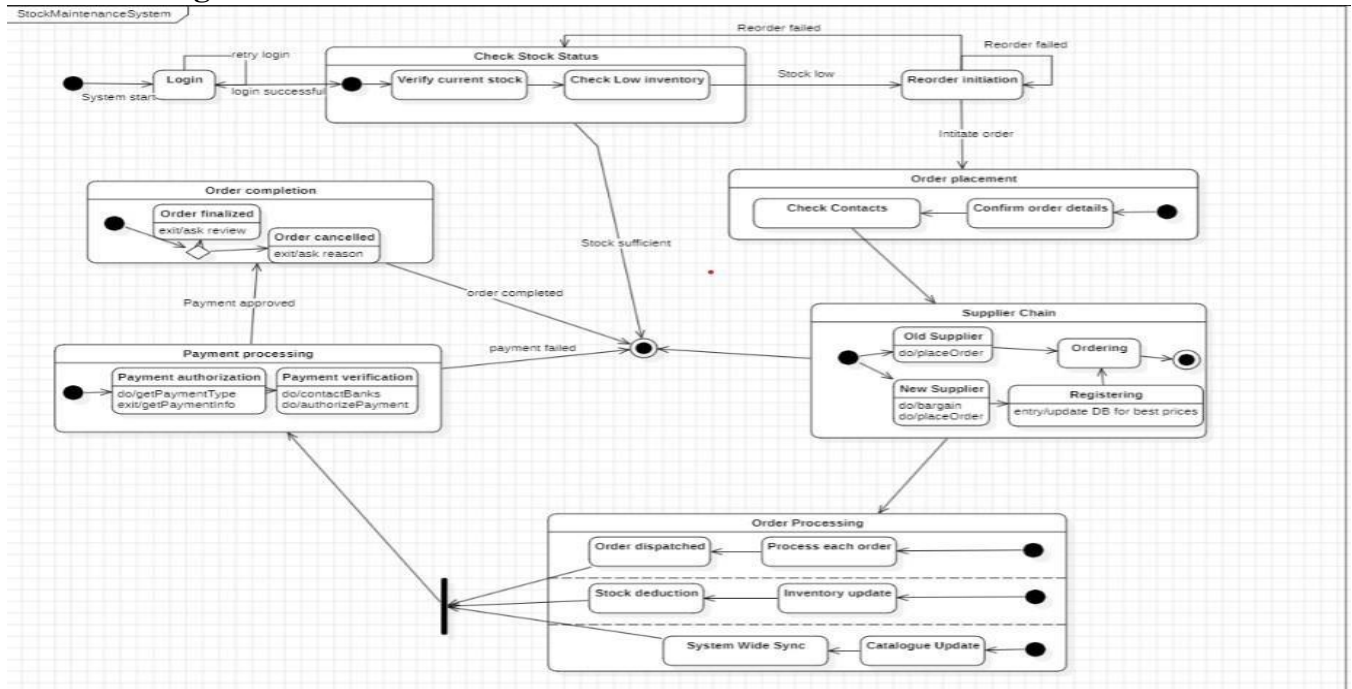 StockMaintenanceSystem
Reorder failed
Reorder failed
retry login
Check Stock Status
Login
Verify current stock
Check Low inventory
Stock low
Reorder initiation
System start
login successful
Intitate order
Order completion
Order placement
Order finalized
exit/ask review
Order cancelled
exit/ask reason
Check Contacts
Confirm order details
Stock sufficient
Payment approved
order completed
Supplier Chain
Payment processing
payment failed
Old Supplier
do/placeOrder
Ordering
Payment authorization
do/getPaymentType
exit/getPaymentInfo
Payment verification
do/contactBanks
do/authorizePayment
New Supplier
do/bargain
do/placeOrder
Registering
entry/update DB for best prices
Order Processing
Order dispatched
Process each order
Stock deduction
Inventory update
System Wide Sync
Catalogue Update